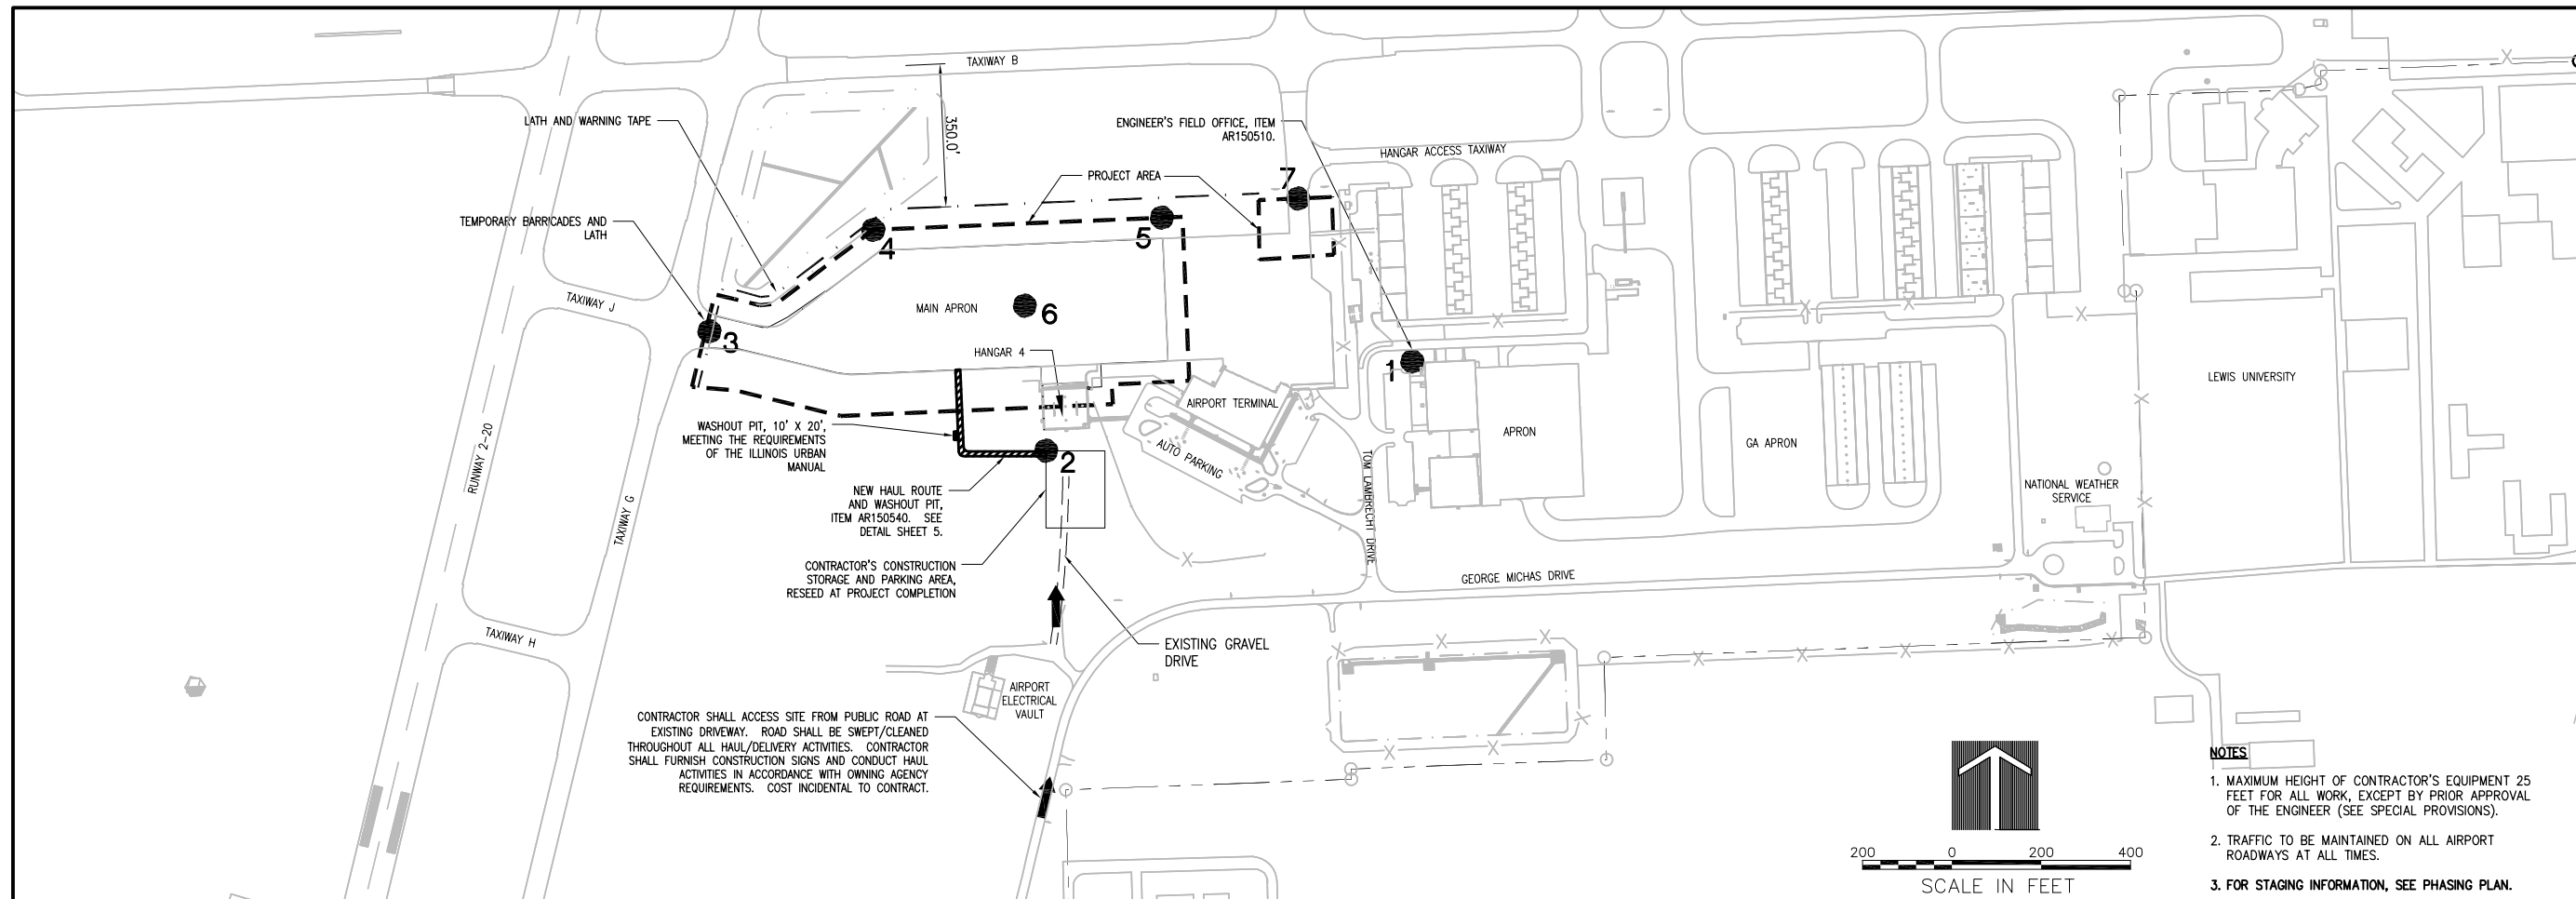 TAXIWAY B
LATH AND WARNING TAPE
350.0'
ENGINEER'S FIELD OFFICE, ITEM
AR150510.
HANGAR ACCESS TAXIWAY
PROJECT AREA
7
TEMPORARY BARRICADES AND
LATH
4
5
TAXIWAY J
MAIN APRON
6
3
HANGAR 4
1
LEWIS UNIVERSITY
AIRPORT TERMINAL
WASHOUT PIT, 10' X 20',
MEETING THE REQUIREMENTS
OF THE ILLINOIS URBAN
MANUAL
RUNWAY 2-20
AUTO PARKING
APRON
GA APRON
2
TOM LAMBRECHT DRIVE
NATIONAL WEATHER
SERVICE
NEW HAUL ROUTE
AND WASHOUT PIT,
ITEM AR150540. SEE
DETAIL SHEET 5.
TAXIWAY G
CONTRACTOR'S CONSTRUCTION
STORAGE AND PARKING AREA,
RESEED AT PROJECT COMPLETION
GEORGE MICHAS DRIVE
TAXIWAY H
EXISTING GRAVEL
DRIVE
AIRPORT
ELECTRICAL
VAULT
CONTRACTOR SHALL ACCESS SITE FROM PUBLIC ROAD AT
EXISTING DRIVEWAY. ROAD SHALL BE SWEPT/CLEANED
THROUGHOUT ALL HAUL/DELIVERY ACTIVITIES. CONTRACTOR
SHALL FURNISH CONSTRUCTION SIGNS AND CONDUCT HAUL
ACTIVITIES IN ACCORDANCE WITH OWNING AGENCY
REQUIREMENTS. COST INCIDENTAL TO CONTRACT.
200 0 200 400
SCALE IN FEET
NOTES
1. MAXIMUM HEIGHT OF CONTRACTOR'S EQUIPMENT 25
FEET FOR ALL WORK, EXCEPT BY PRIOR APPROVAL
OF THE ENGINEER (SEE SPECIAL PROVISIONS).
2. TRAFFIC TO BE MAINTAINED ON ALL AIRPORT
ROADWAYS AT ALL TIMES.
3. FOR STAGING INFORMATION, SEE PHASING PLAN.